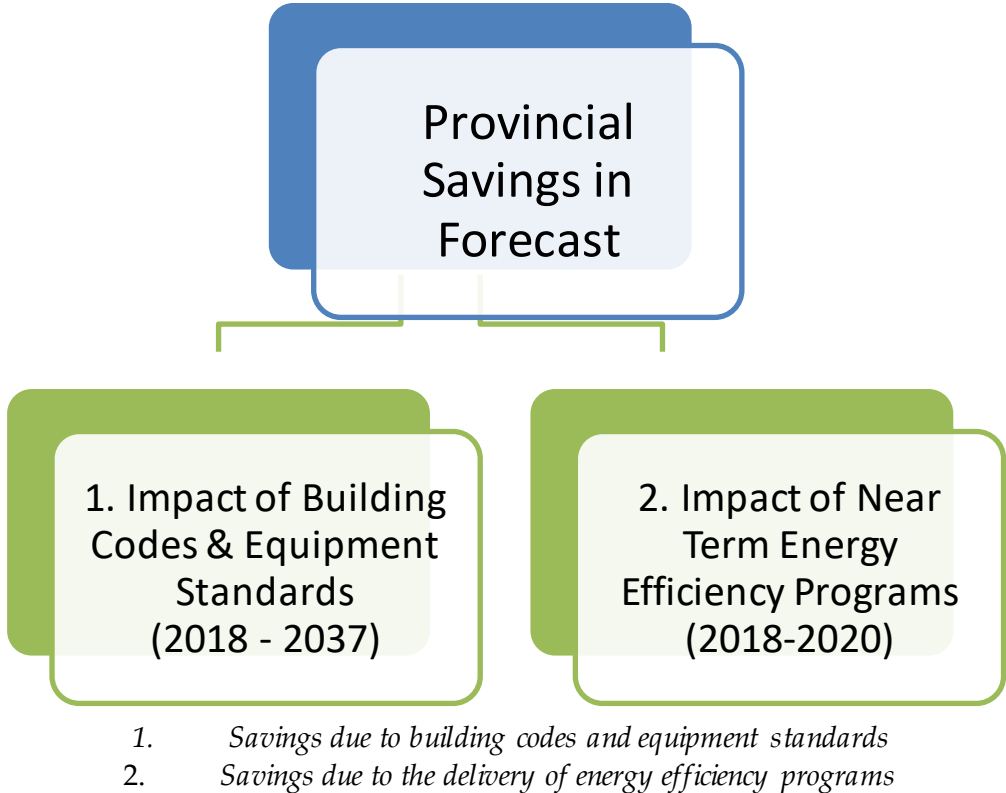 Provincial
Savings in
Forecast
1. Impact of Building
Codes & Equipment
Standards
(2018 - 2037)
2. Impact of Near
Term Energy
Efficiency Programs
(2018-2020)
1. Savings due to building codes and equipment standards
2. Savings due to the delivery of energy efficiency programs